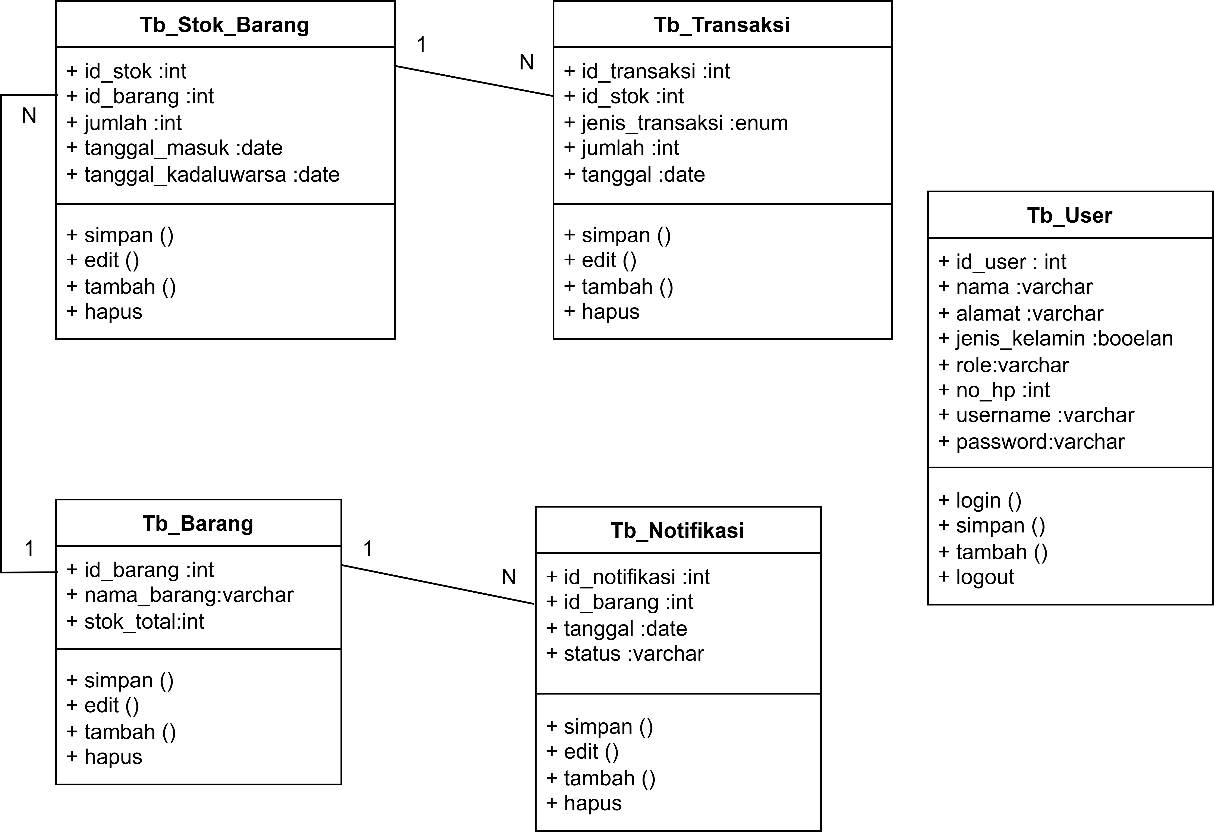 Tb_Stok_Barang
+ id_stok :int
+ id_barang :int
+ jumlah :int
+ tanggal_masuk :date
+ tanggal_kadaluwarsa :date
+ simpan ()
+ edit ()
+ tambah ()
+ hapus
1
N
Tb_Transaksi
+ id_transaksi :int
+ id_stok :int
+ jenis_transaksi :enum
+ jumlah :int
+ tanggal :date
+ simpan ()
+ edit ()
+ tambah ()
+ hapus
N
1
Tb_User
+ id_user : int
+ nama :varchar
+ alamat :varchar
+ jenis_kelamin :booelan
+ role:varchar
+ no_hp :int
+ username :varchar
+ password:varchar
+ login ()
+ simpan ()
+ tambah ()
+ logout
Tb_Barang
+ id_barang :int
+ nama_barang:varchar
+ stok_total:int
+ simpan ()
+ edit ()
+ tambah ()
+ hapus
1
N
Tb_Notifikasi
+ id_notifikasi :int
+ id_barang :int
+ tanggal :date
+ status :varchar
+ simpan ()
+ edit ()
+ tambah ()
+ hapus